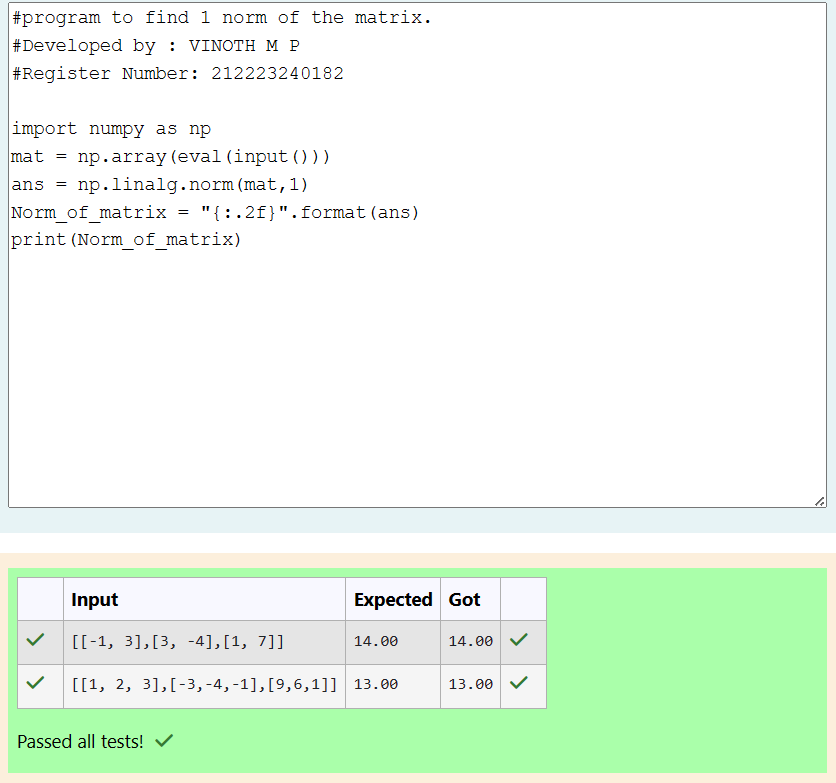 #program to find 1 norm of the matrix.
#Developed by : VINOTH M P
#Register Number: 212223240182
import numpy as np
mat = np.array(eval(input()))
ans = np.linalg.norm(mat,1)
Norm_of_matrix = "{:.2f}".format(ans)
print(Norm_of_matrix)
Input Expected Got
[[-1, 3],[3, -4],[1, 7]] 14.00 14.00
[[1, 2, 3],[-3,-4,-1],[9,6,1]] 13.00 13.00
Passed all tests!